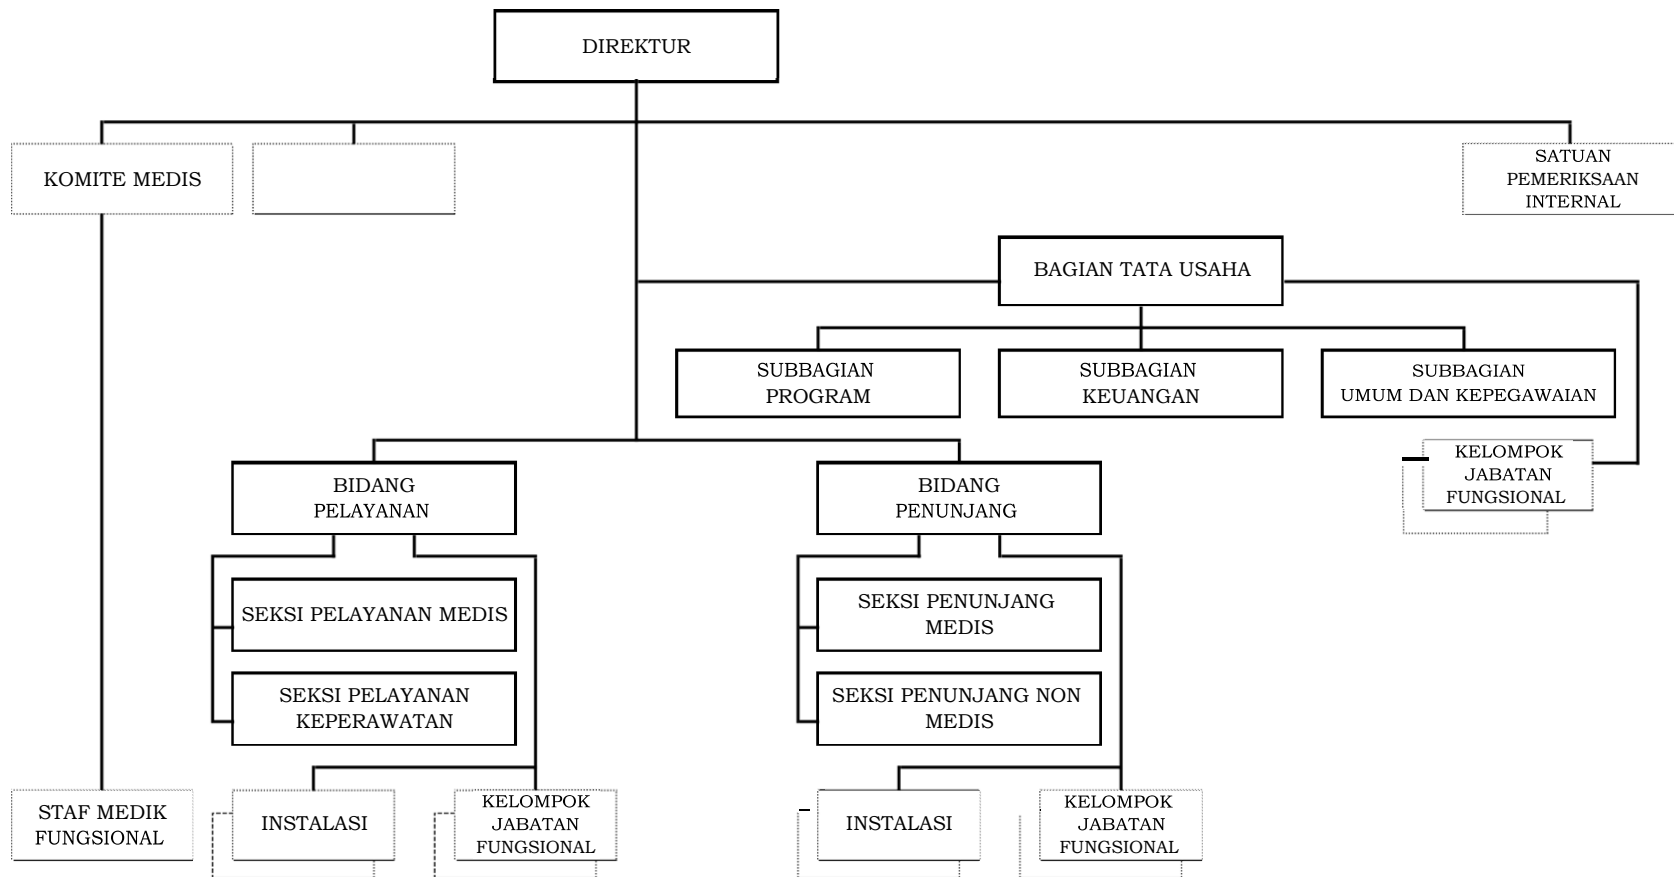 DIREKTUR
KOMITE MEDIS
SATUAN
PEMERIKSAAN
INTERNAL
BAGIAN TATA USAHA
SUBBAGIAN
PROGRAM
SUBBAGIAN
KEUANGAN
SUBBAGIAN
UMUM DAN KEPEGAWAIAN
KELOMPOK
JABATAN
FUNGSIONAL
BIDANG
PELAYANAN
BIDANG
PENUNJANG
SEKSI PELAYANAN MEDIS
SEKSI PELAYANAN
KEPERAWATAN
SEKSI PENUNJANG
MEDIS
SEKSI PENUNJANG NON
MEDIS
STAF MEDIK
FUNGSIONAL
INSTALASI
KELOMPOK
JABATAN
FUNGSIONAL
INSTALASI
KELOMPOK
JABATAN
FUNGSIONAL